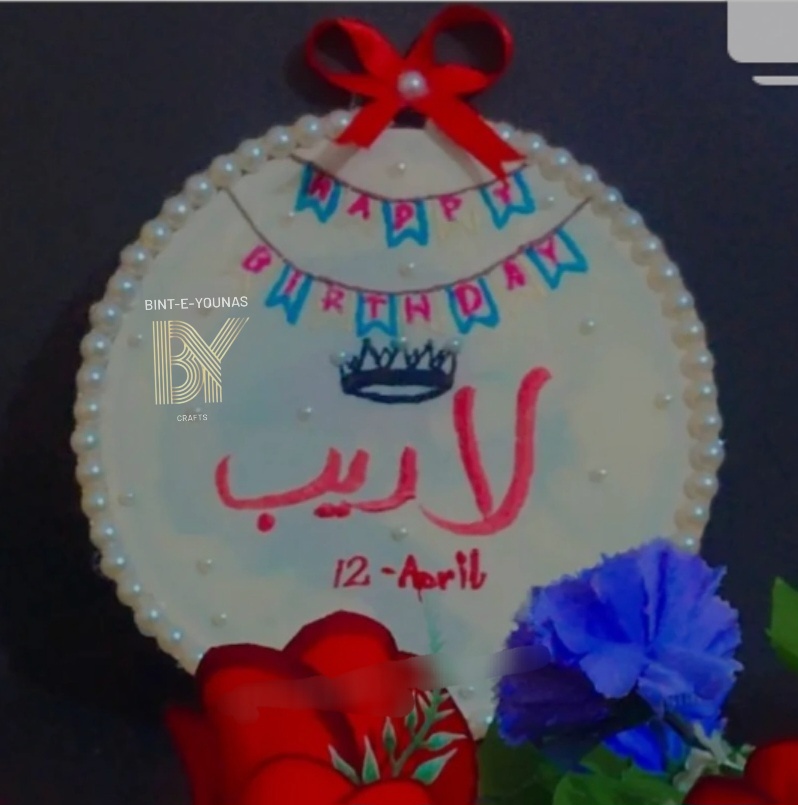 HAPPY
BIRTHDAY
BINT-E-YOUNAS
BY
CRAFTS
لاریب
12-April